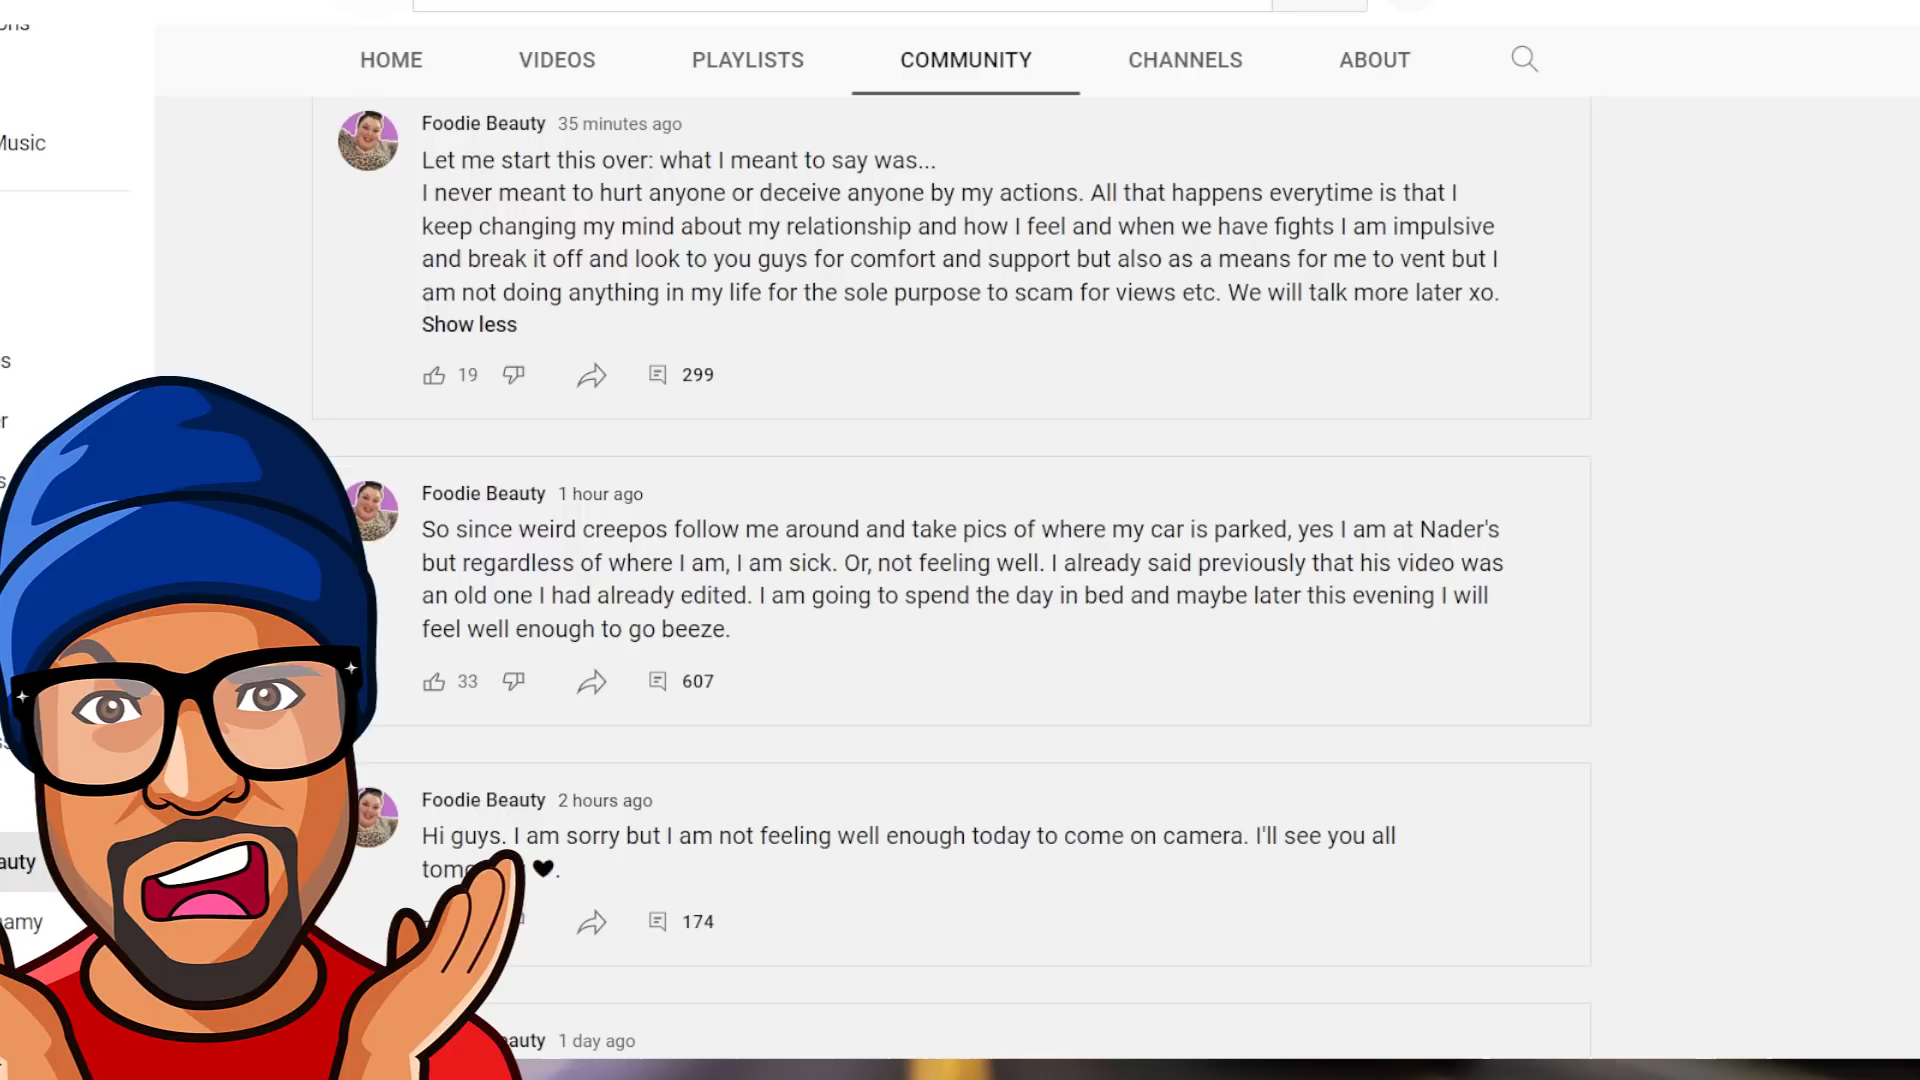 HOME VIDEOS PLAYLISTS COMMUNITY CHANNELS ABOUT
Foodie Beauty 35 minutes ago
Let me start this over: what I meant to say was...
I never meant to hurt anyone or deceive anyone by my actions. All that happens everytime is that I
keep changing my mind about my relationship and how I feel and when we have fights I am impulsive
and break it off and look to you guys for comfort and support but also as a means for me to vent but I
am not doing anything in my life for the sole purpose to scam for views etc. We will talk more later xo.
Show less
19 299
Foodie Beauty 1 hour ago
So since weird creepos follow me around and take pics of where my car is parked, yes I am at Nader's
but regardless of where I am, I am sick. Or, not feeling well. I already said previously that his video was
an old one I had already edited. I am going to spend the day in bed and maybe later this evening I will
feel well enough to go beeze.
33 607
Foodie Beauty 2 hours ago
Hi guys. I am sorry but I am not feeling well enough today to come on camera. I'll see you all
♥.
174
1 day ago